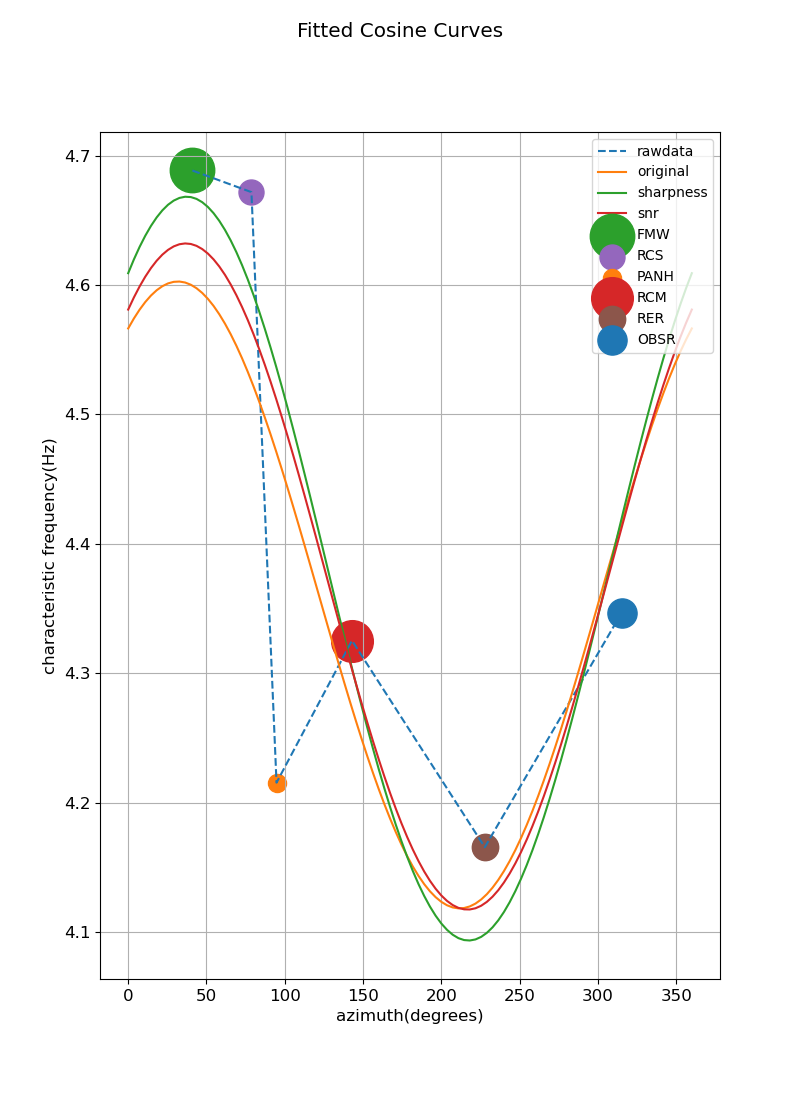 Fitted Cosine Curves
4.7
4.6
4.5
4.4
4.3
4.2
4.1
characteristic frequency(Hz)
rawdata
original
sharpness
snr
FMW
RCS
PANH
RCM
RER
OBSR
0 50 100 150 200 250 300 350
azimuth(degrees)